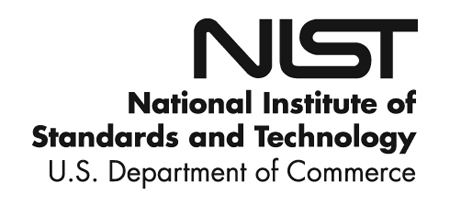 NIST
National Institute of
Standards and Technology
U.S. Department of Commerce